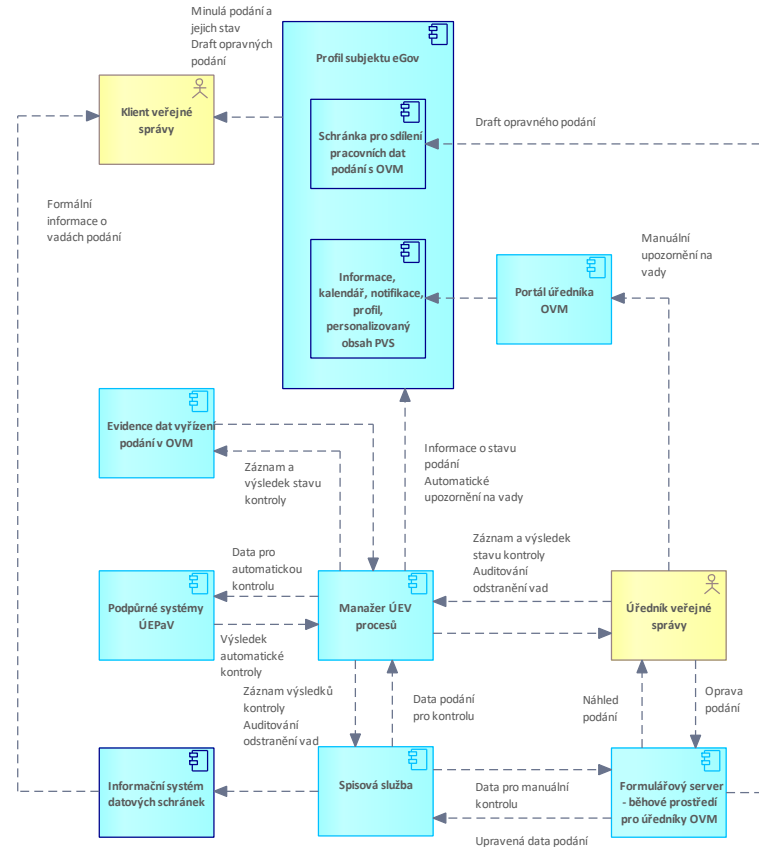 Minulá podání a
jejich stav
Draft opravných
podání
Profil subjektu eGov
Klient veřejné
správy
Schránka pro sdílení
pracovních dat
podání s OVM
Draft opravného podání
Formální
informace o
vadách podání
Manuální
upozornění na
vady
Informace,
kalendář, notifikace,
profil,
personalizovaný
obsah PVS
Portál úředníka
OVM
Evidence dat vyřízení
podání v OVM
Záznam a
výsledek stavu
kontroly
Informace o stavu
podání
Automatické
upozornění na vady
Data pro
automatickou
kontrolu
Záznam a výsledek
stavu kontroly
Auditování
odstranění vad
Podpůrné systémy
ÚEPaV
Manažer ÚEV
procesů
Úředník veřejné
správy
Výsledek
automatické
kontroly
Záznam výsledků
kontroly
Auditování
odstranění vad
Data podání
pro kontrolu
Náhled
podání
Oprava
podání
Informační systém
datových schránek
Spisová služba
Data pro manuální
kontrolu
Formulářový server
- běhové prostředí
pro úředníky OVM
Upravená data podání